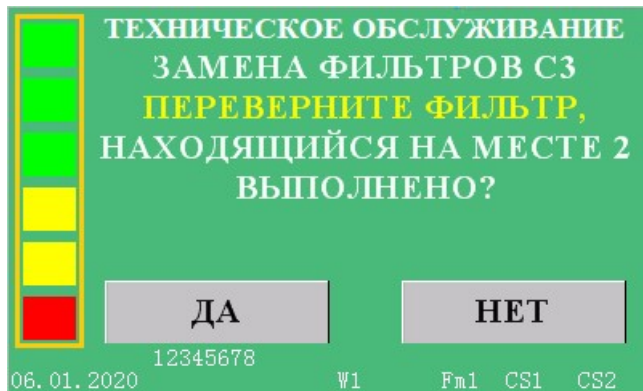 ТЕХНИЧЕСКОЕ ОБСЛУЖИВАНИЕ
ЗАМЕНА ФИЛЬТРОВ С3
ПЕРЕВЕРНИТЕ ФИЛЬТР,
НАХОДЯЩИЙСЯ НА МЕСТЕ 2
ВЫПОЛНЕНО?
ДА НЕТ
12345678
06.01.2020 W1 Fm1 CS1 CS2